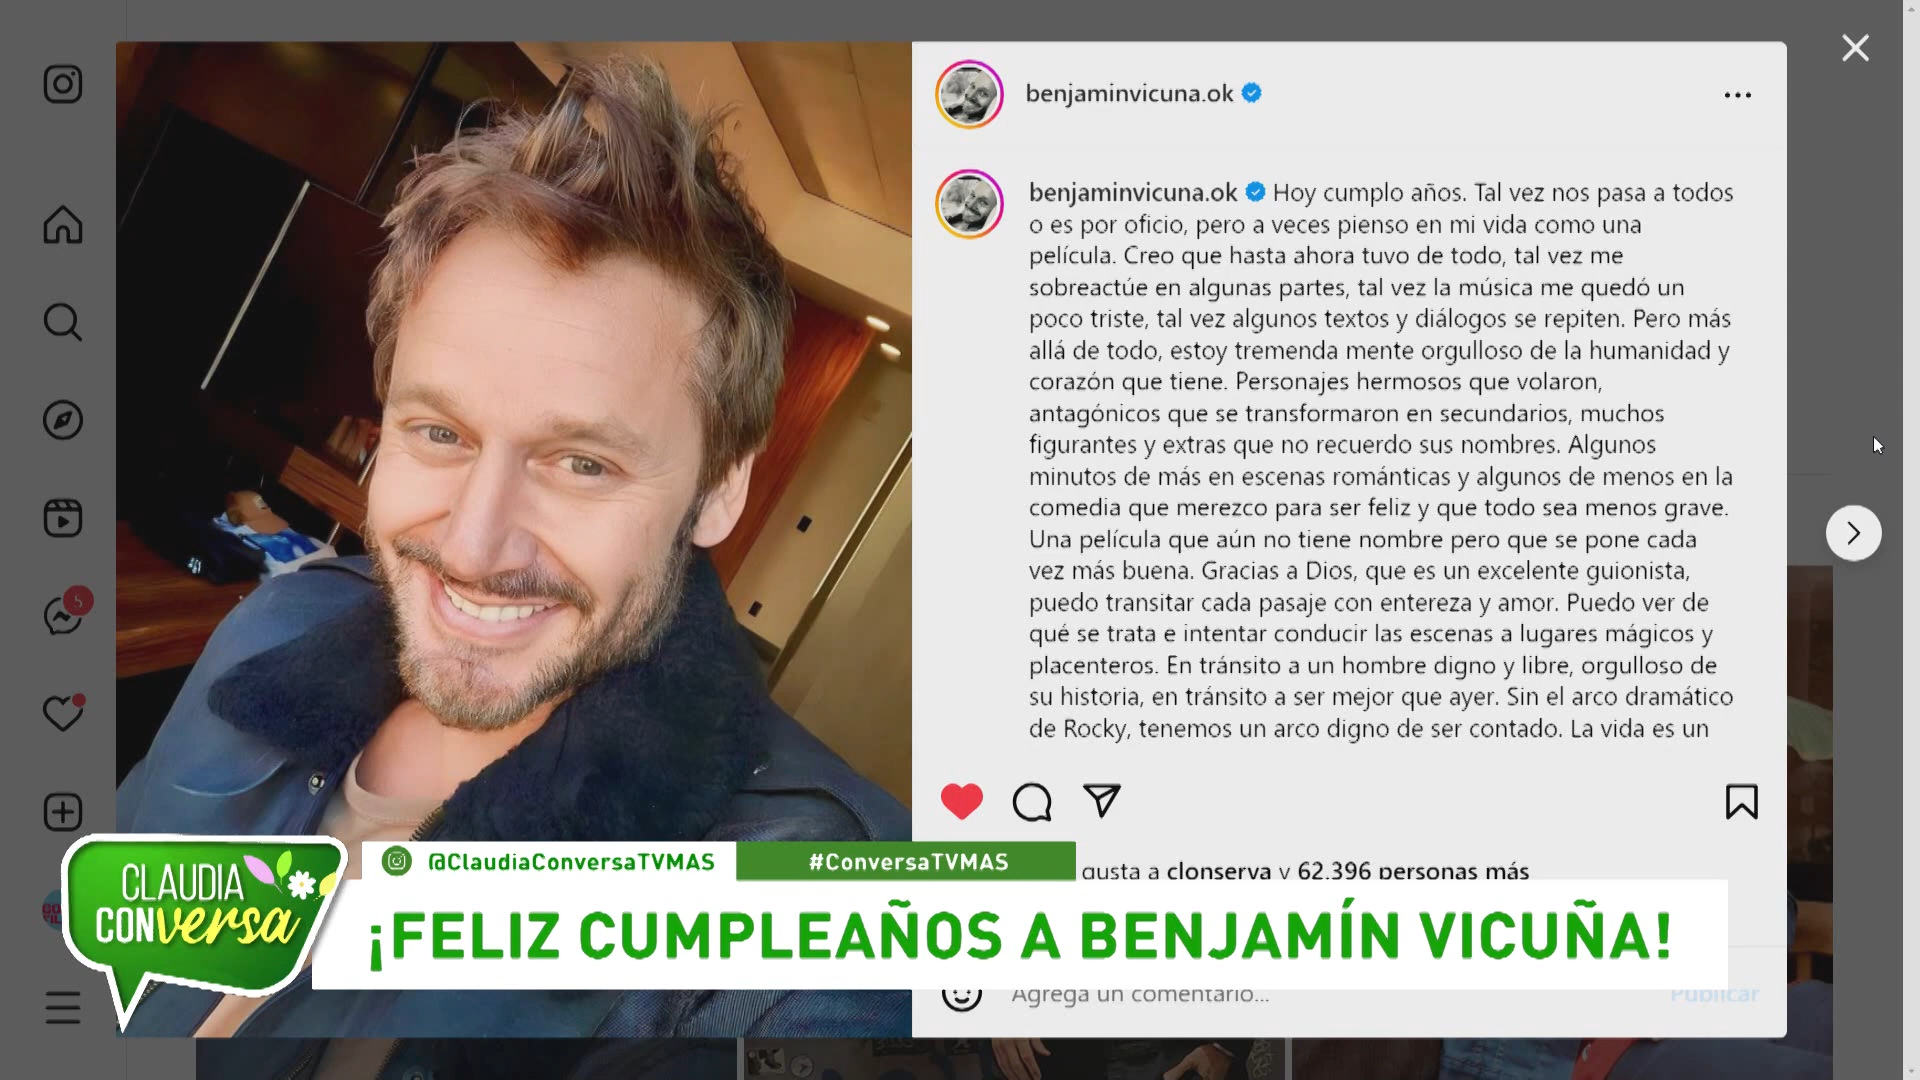 benjaminvicuna.ok
benjaminvicuna.ok Hoy cumplo años. Tal vez nos pasa a todos
o es por oficio, pero a veces pienso en mi vida como una
película. Creo que hasta ahora tuvo de todo, tal vez me
sobreactúe en algunas partes, tal vez la música me quedó un
poco triste, tal vez algunos textos y diálogos se repiten. Pero más
allá de todo, estoy tremenda mente orgulloso de la humanidad y
corazón que tiene. Personajes hermosos que volaron,
antagónicos que se transformaron en secundarios, muchos
figurantes y extras que no recuerdo sus nombres. Algunos
minutos de más en escenas románticas y algunos de menos en la
comedia que merezco para ser feliz y que todo sea menos grave.
Una película que aún no tiene nombre pero que se pone cada
vez más buena. Gracias a Dios, que es un excelente guionista,
puedo transitar cada pasaje con entereza y amor. Puedo ver de
qué se trata e intentar conducir las escenas a lugares mágicos y
placenteros. En tránsito a un hombre digno y libre, orgulloso de
su historia, en tránsito a ser mejor que ayer. Sin el arco dramático
de Rocky, tenemos un arco digno de ser contado. La vida es un
5
gusta a clonserva y 62.396 personas más
@ClaudiaConversaTVMAS
#ConversaTVMAS
CLAUDIA
CONversa
¡FELIZ CUMPLEAÑOS A BENJAMÍN VICUÑA!
Agrega un comentario...
Publicar